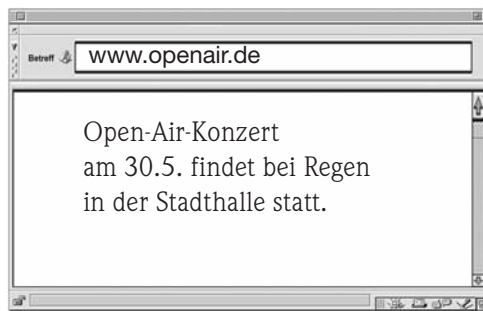 Betreff www.openair.de
Open-Air-Konzert
am 30.5. findet bei Regen
in der Stadthalle statt.